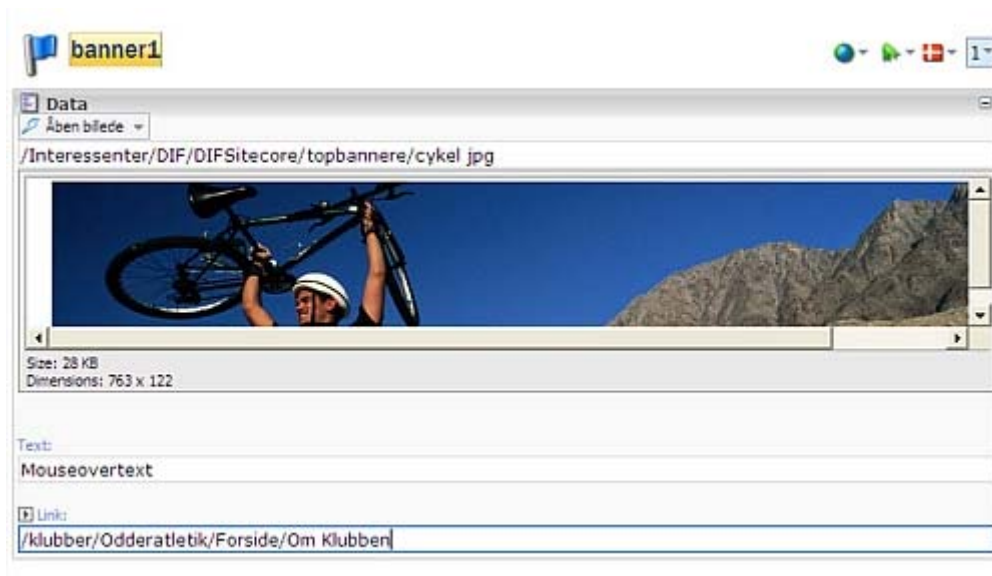 banner1
1
Data
Åben billede
/Interessenter/DIF/DIFSitecore/topbannere/cykel jpg
Size: 28 KB
Dimensions: 763 x 122
Text:
Mouseovertext
Link:
/klubber/Odderatletik/Forside/Om Klubben